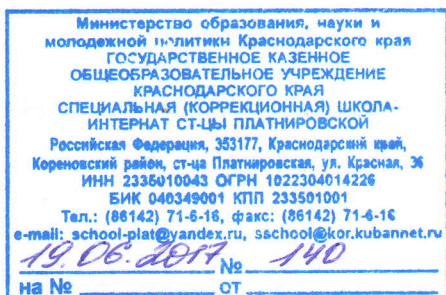 Министерство образования, науки и
молодежной политики Краснодарского края
ГОСУДАРСТВЕННОЕ КАЗЕННОЕ
ОБЩЕОБРАЗОВАТЕЛЬНОЕ УЧРЕЖДЕНИЕ
КРАСНОДАРСКОГО КРАЯ
СПЕЦИАЛЬНАЯ (КОРРЕКЦИОННАЯ) ШКОЛА-
ИНТЕРНАТ СТ-ЦЫ ПЛАТНИРОВСКОЙ
Российская Федерация, 353177, Краснодарский край,
Кореновский район, ст-ца Платнировская, ул. Красная, 36
ИНН 2335010043 ОГРН 1022304014226
БИК 040349001 КПП 233501001
Тел.: (86142) 71-6-16, факс: (86142) 71-6-16
e-mail: school-plat@yandex.ru, sschool@kor.kubannet.ru
19.06.2017 № 140
на № ОТ